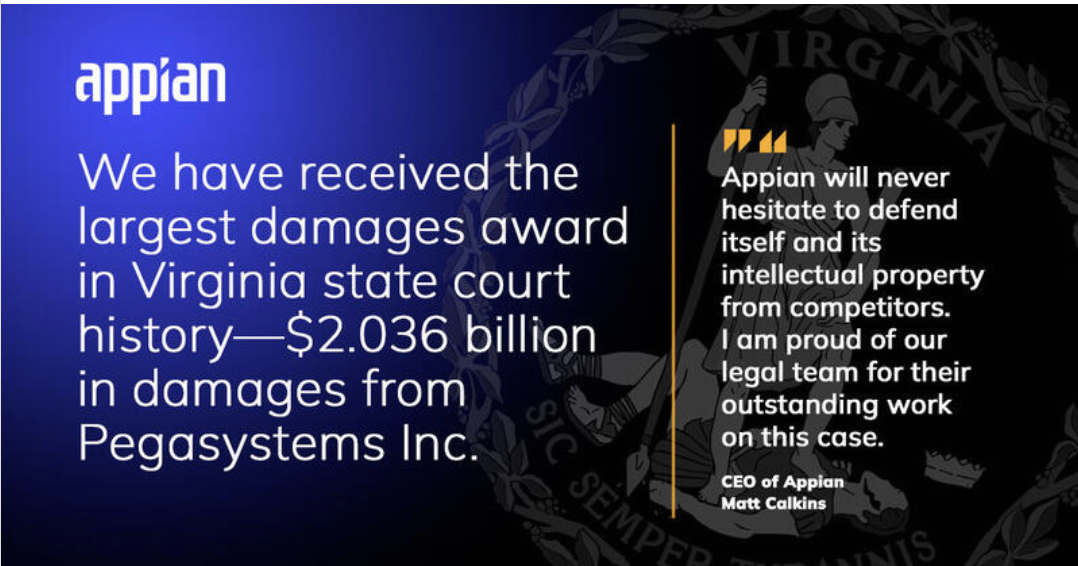 appian
We have received the
largest damages award
in Virginia state court
history—$2.036 billion
in damages from
Pegasystems Inc.
Appian will never
hesitate to defend
itself and its
intellectual property
from competitors.
I am proud of our
legal team for their
outstanding work
on this case.
CEO of Appian
Matt Calkins
VIRGINIA
SIC SEMPER TYRANNIS